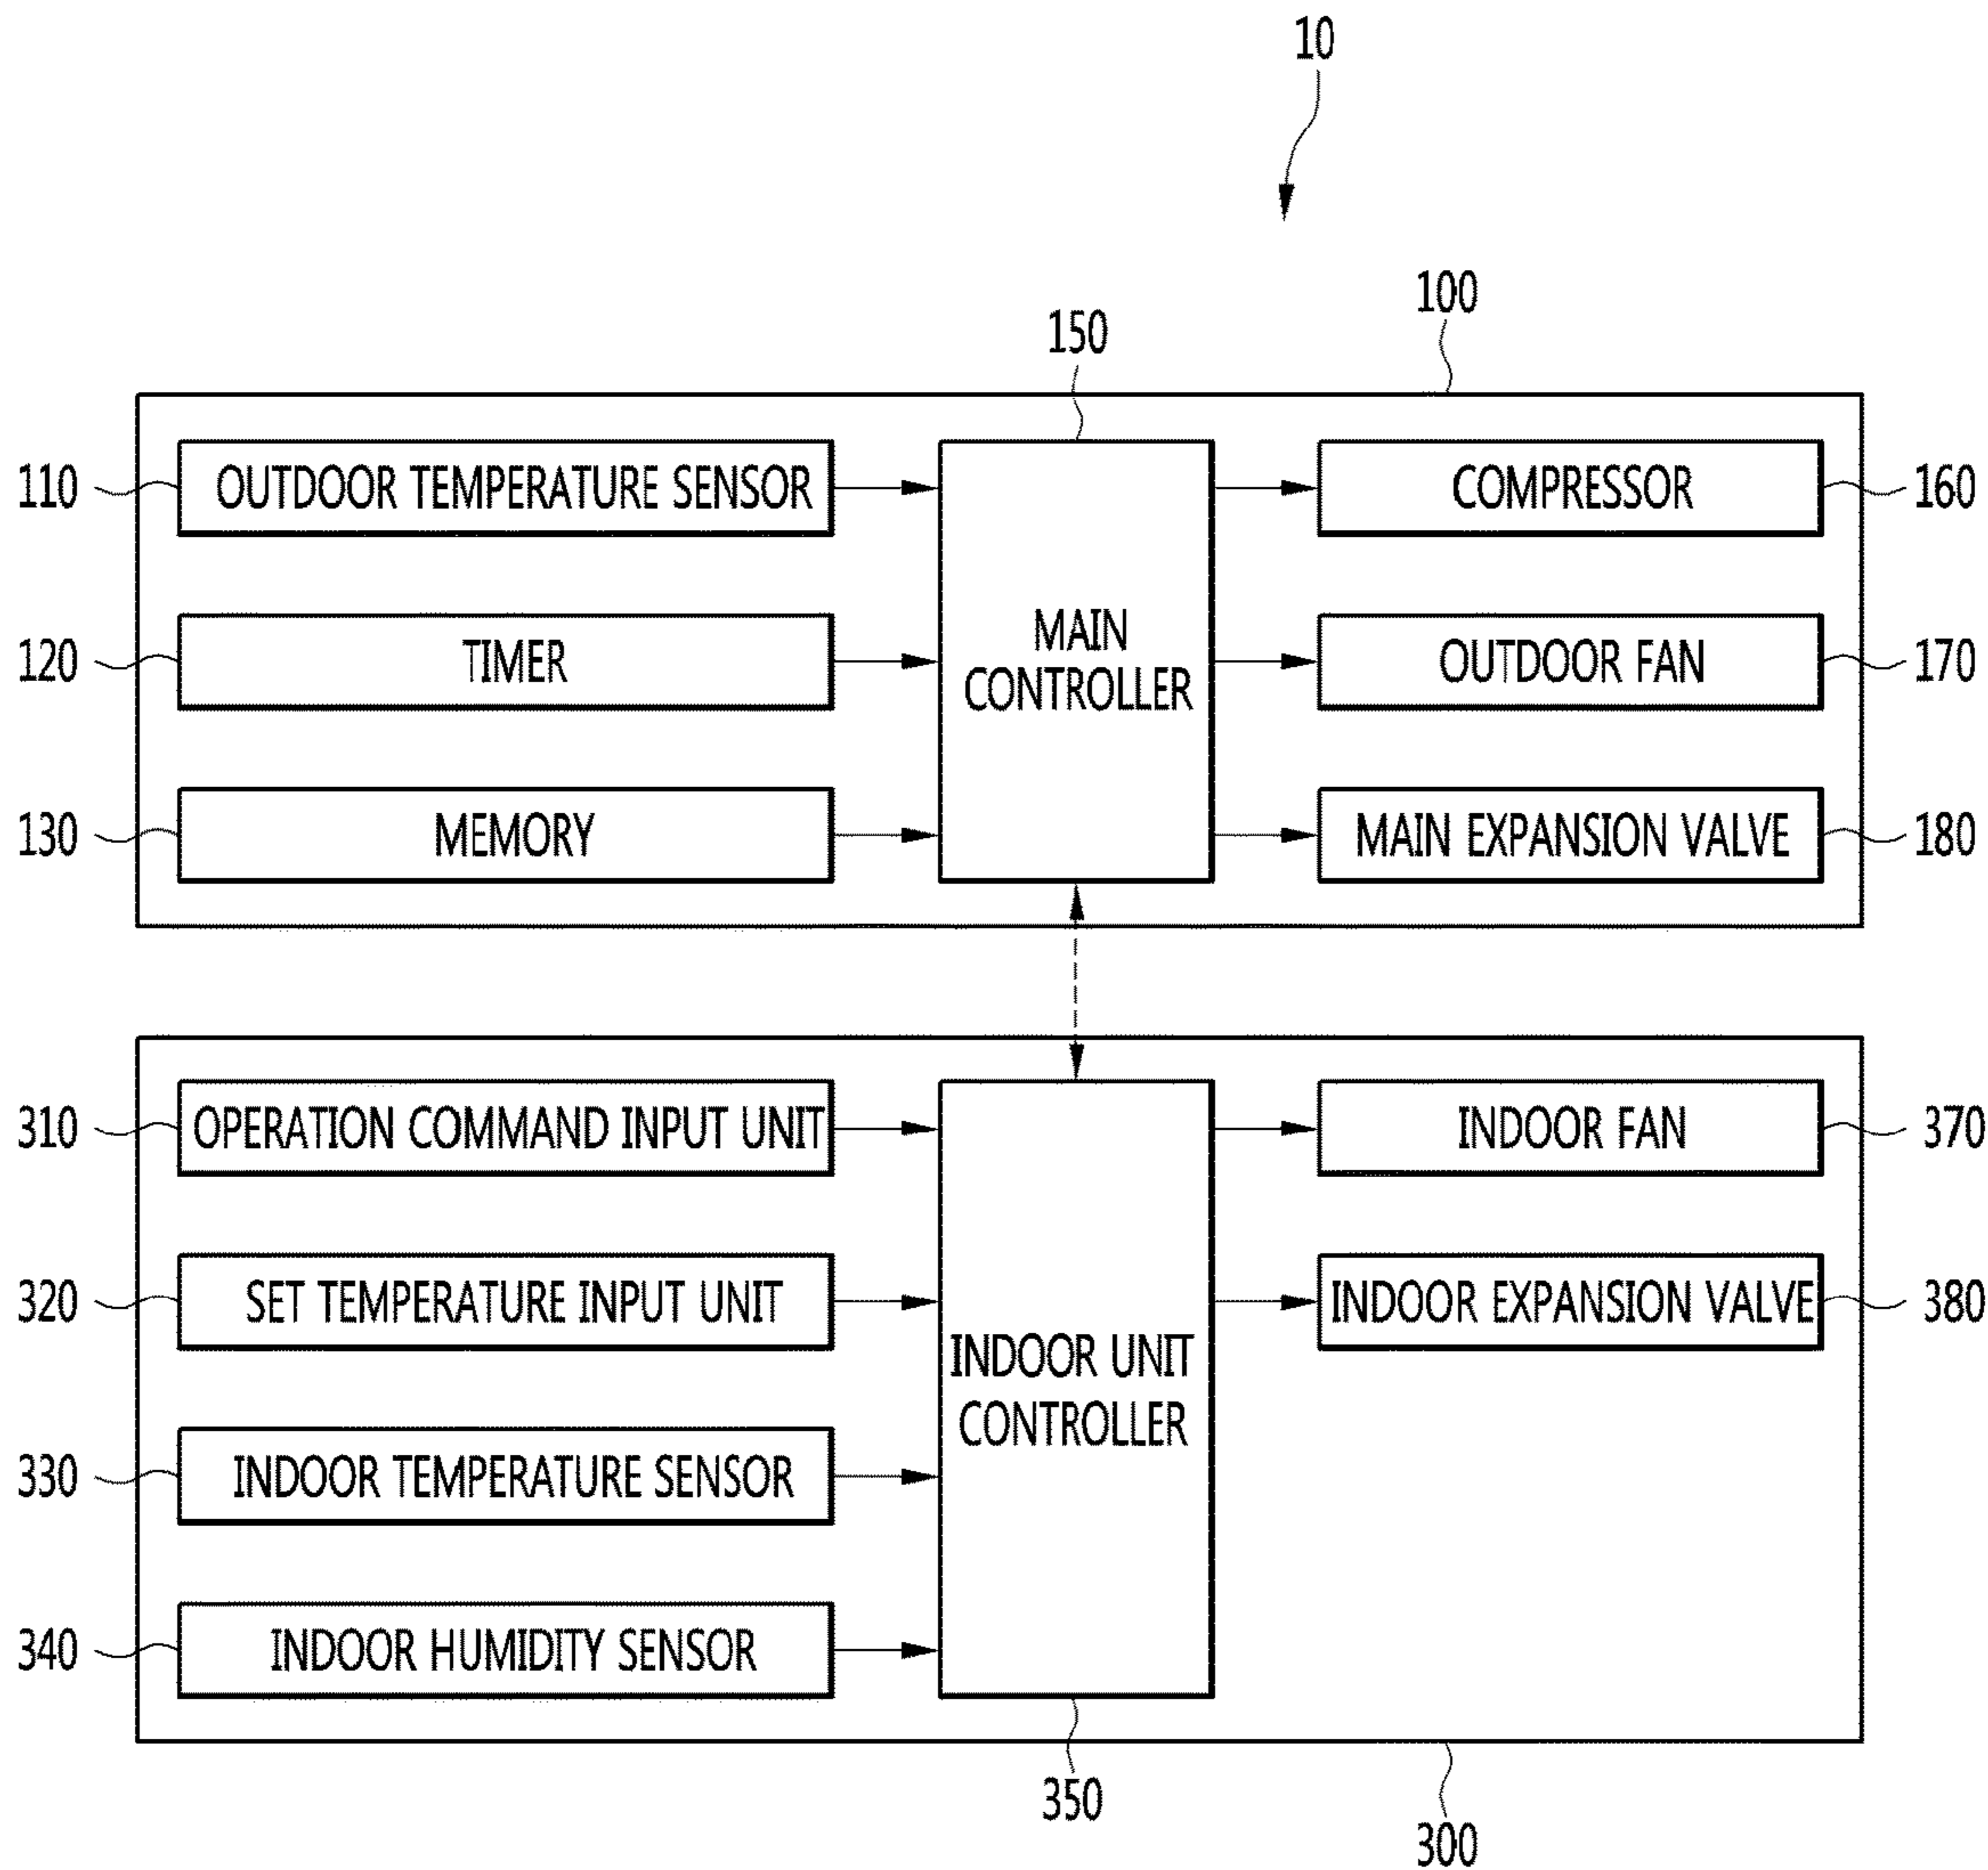 10
100
150
110 OUTDOOR TEMPERATURE SENSOR
COMPRESSOR 160
120 TIMER
MAIN
CONTROLLER
OUTDOOR FAN 170
130 MEMORY
MAIN EXPANSION VALVE 180
310 OPERATION COMMAND INPUT UNIT
INDOOR FAN 370
320 SET TEMPERATURE INPUT UNIT
INDOOR EXPANSION VALVE 380
INDOOR UNIT
CONTROLLER
330 INDOOR TEMPERATURE SENSOR
340 INDOOR HUMIDITY SENSOR
350
300